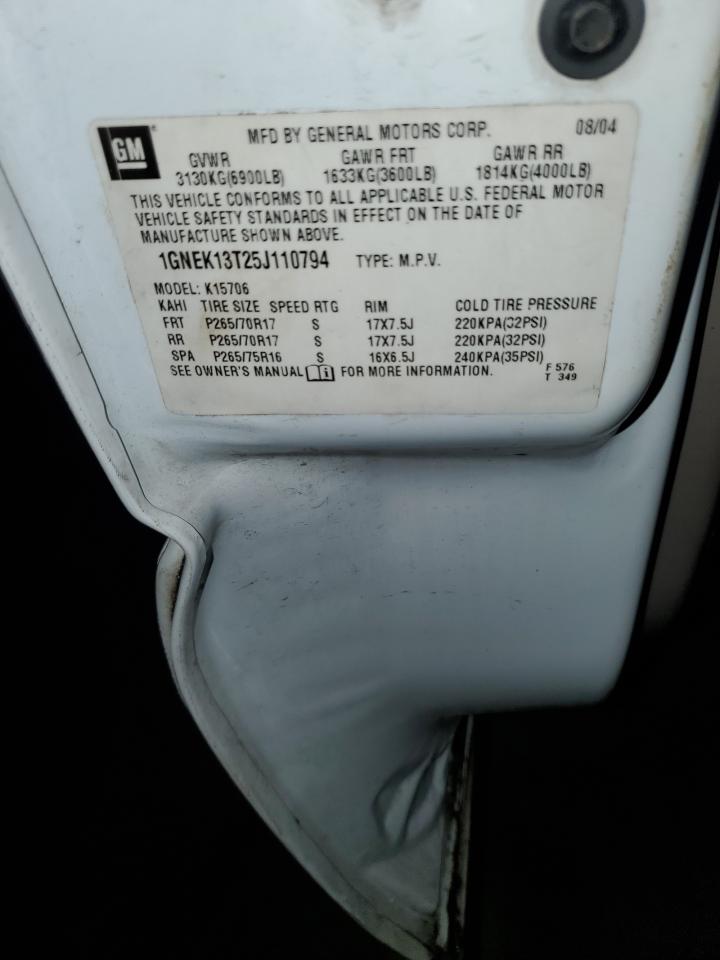 GM
MFD BY GENERAL MOTORS CORP. 08/04
GVWR GAWR FRT GAWR RR
3130KG(6900LB) 1633KG(3600LB) 1814KG(4000LB)
THIS VEHICLE CONFORMS TO ALL APPLICABLE U.S. FEDERAL MOTOR
VEHICLE SAFETY STANDARDS IN EFFECT ON THE DATE OF
MANUFACTURE SHOWN ABOVE.
1GNEK13T25J110794 TYPE: M.P.V.
MODEL: K15706
KAHI TIRE SIZE SPEED RTG RIM COLD TIRE PRESSURE
FRT P265/70R17 S 17X7.5J 220KPA(32PSI)
RR P265/70R17 S 17X7.5J 220KPA(32PSI)
SPA P265/75R16 S 16X6.5J 240KPA(35PSI)
SEE OWNER'S MANUAL i FOR MORE INFORMATION. F 576
T 349